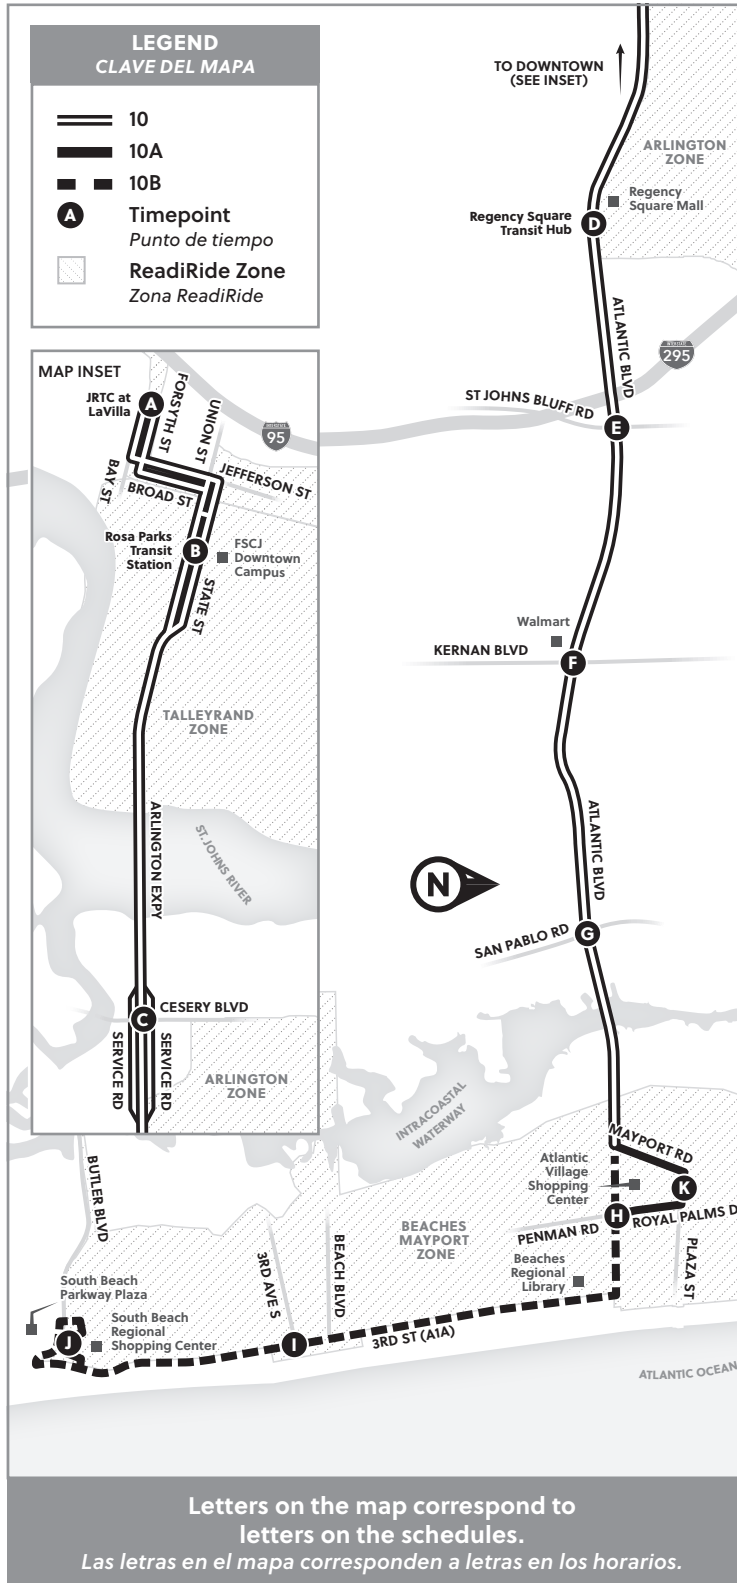 LEGEND
CLAVE DEL MAPA
10
10A
10B
A
Timepoint
Punto de tiempo
ReadiRide Zone
Zona ReadiRide
MAP INSET
JRTC at
LaVilla
A
FORSYTH ST
UNION ST
95
BAY ST
BROAD ST
JEFFERSON ST
Rosa Parks
Transit
Station
B
FSCJ
Downtown
Campus
STATE ST
TALLEYRAND
ZONE
ARLINGTON EXPY
ST. JOHNS RIVER
C
CESERY BLVD
SERVICE RD
SERVICE RD
ARLINGTON
ZONE
TO DOWNTOWN
(SEE INSET)
ARLINGTON
ZONE
Regency
Square Mall
Regency Square
Transit Hub
D
ATLANTIC BLVD
295
ST JOHNS BLUFF RD
E
Walmart
KERNAN BLVD
F
ATLANTIC BLVD
N
SAN PABLO RD
G
INTRACOASTAL
WATERWAY
MAYPORT RD
Atlantic
Village
Shopping
Center
K
H
ROYAL PALMS D
PENMAN RD
BEACHES
MAYPORT
ZONE
PLAZA ST
Beaches
Regional
Library
BUTLER BLVD
3RD AVE S
BEACH BLVD
South Beach
Parkway Plaza
South Beach
Regional
Shopping Center
J
I
3RD ST (A1A)
ATLANTIC OCEAN
Letters on the map correspond to
letters on the schedules.
Las letras en el mapa corresponden a letras en los horarios.